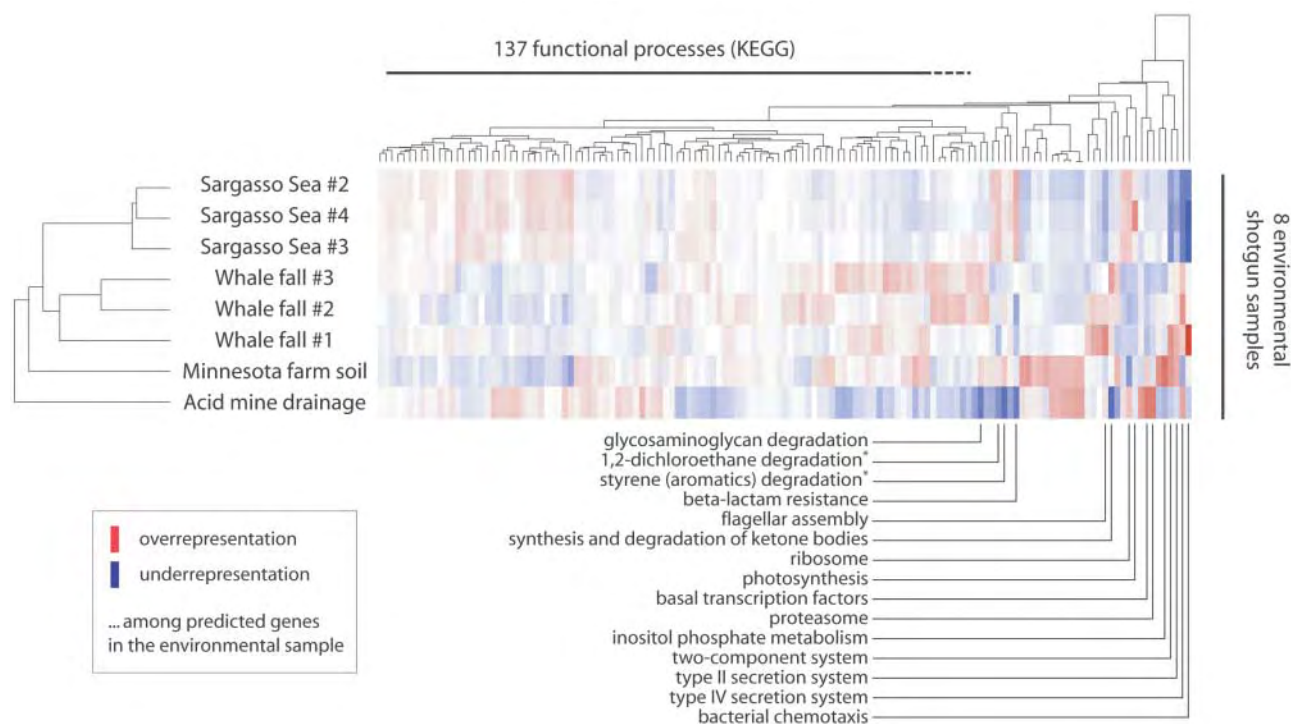 137 functional processes (KEGG)
Sargasso Sea #2
Sargasso Sea #4
Sargasso Sea #3
Whale fall #3
Whale fall #2
Whale fall #1
Minnesota farm soil
Acid mine drainage
8 environmental
shotgun samples
glycosaminoglycan degradation
1,2-dichloroethane degradation*
styrene (aromatics) degradation*
beta-lactam resistance
flagellar assembly
synthesis and degradation of ketone bodies
ribosome
photosynthesis
basal transcription factors
proteasome
inositol phosphate metabolism
two-component system
type II secretion system
type IV secretion system
bacterial chemotaxis
overrepresentation
underrepresentation
... among predicted genes
in the environmental sample